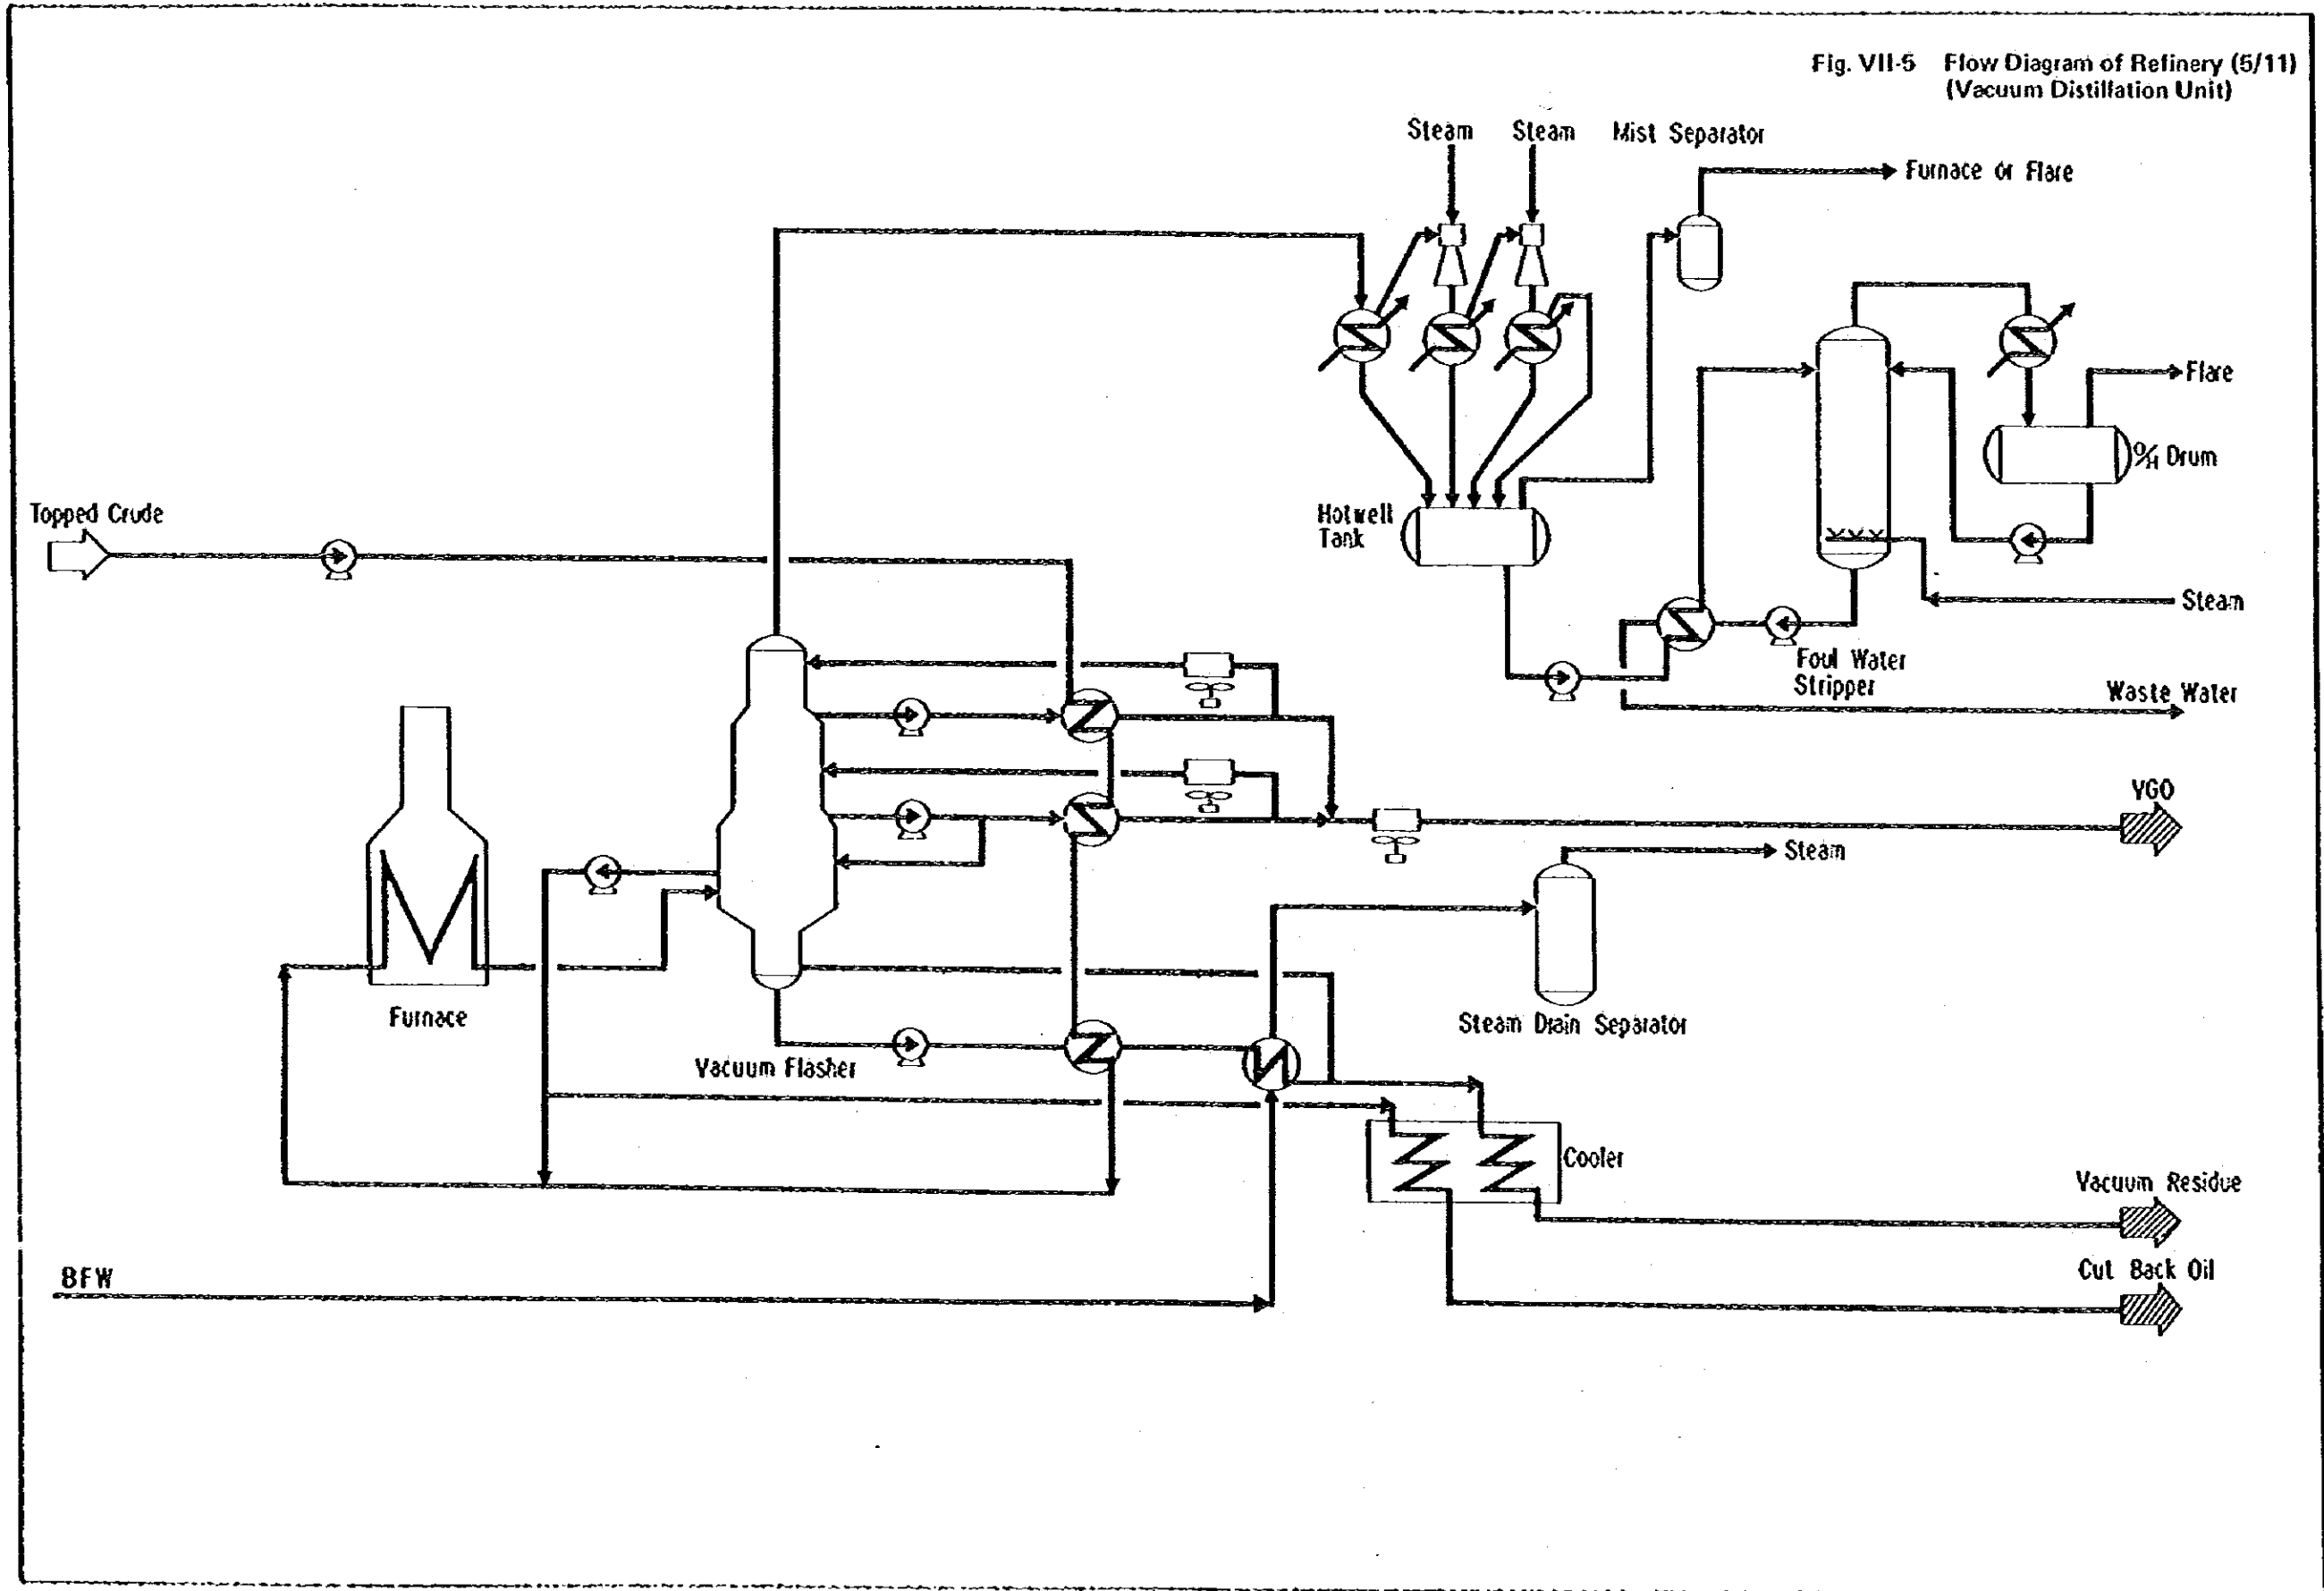 Fig. VII-5 Flow Diagram of Refinery (5/11)
(Vacuum Distillation Unit)
Steam
Steam
Mist Separator
Furnace or Flare
Flare
O/H Drum
Topped Crude
Hotwell
Tank
Steam
Foul Water
Stripper
Waste Water
VGO
Steam
Furnace
Steam Drain Separator
Vacuum Flasher
Cooler
Vacuum Residue
BFW
Cut Back Oil